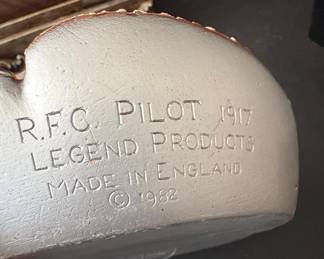 R.F.C. PILOT 1917
LEGEND PRODUCTS
MADE IN ENGLAND
© 1982